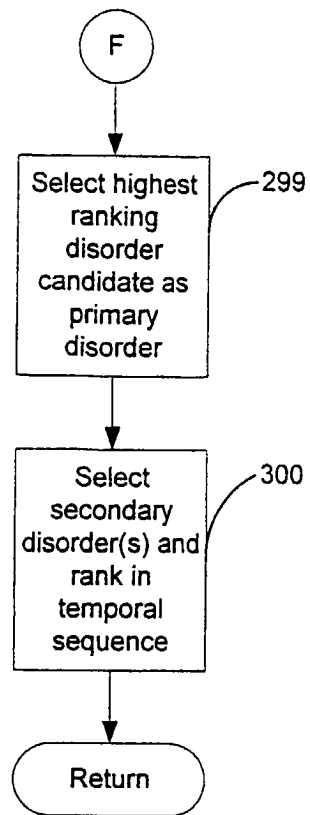 F
Select highest
ranking
disorder
candidate as
primary
disorder
299
Select
secondary
disorder(s) and
rank in
temporal
sequence
300
Return